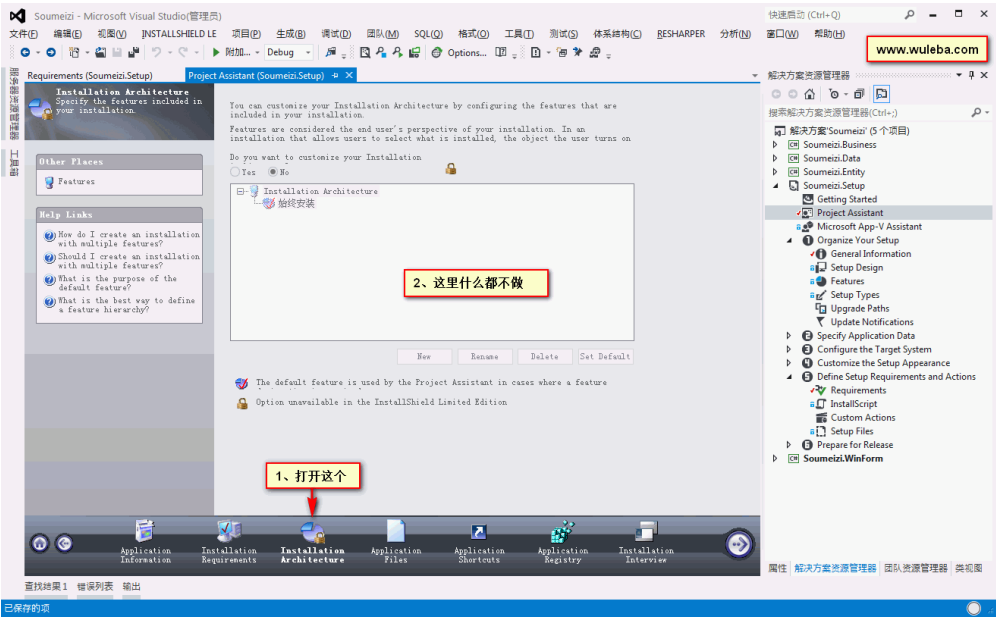 Soumeizi - Microsoft Visual Studio(管理员)
快速启动 (Ctrl+Q)
文件(F) 编辑(E) 视图(V) INSTALLSHIELD LE 项目(P) 生成(B) 调试(D) 团队(M) SQL(Q) 格式(O) 工具(T) 测试(S) 体系结构(C) RESHARPER 分析(N) 窗口(W) 帮助(H)
附加... Debug Options...
www.wuleba.com
服务器资源管理器
工具箱
Requirements (Soumeizi.Setup)
Project Assistant (Soumeizi.Setup)
Installation Architecture
Specify the features included in
your installation.
Other Places
Features
Help Links
How do I create an installation
with multiple features?
Should I create an installation
with multiple features?
What is the purpose of the
default feature?
What is the best way to define
a feature hierarchy?
You can customize your Installation Architecture by configuring the features that are
included in your installation.
Features are considered the end user's perspective of your installation. In an
installation that allows users to select what is installed, the object the user turns on
Do you want to customize your Installation
Yes No
Installation Architecture
始终安装
2、这里什么都不做
New Rename Delete Set Default
The default feature is used by the Project Assistant in cases where a feature
Option unavailable in the InstallShield Limited Edition
1、打开这个
Application
Information
Installation
Requirements
Installation
Architecture
Application
Files
Application
Shortcuts
Application
Registry
Installation
Interview
解决方案资源管理器
搜索解决方案资源管理器(Ctrl+;)
解决方案'Soumeizi' (5 个项目)
Soumeizi.Business
Soumeizi.Data
Soumeizi.Entity
Soumeizi.Setup
Getting Started
Project Assistant
Microsoft App-V Assistant
1 Organize Your Setup
General Information
Setup Design
Features
Setup Types
Upgrade Paths
Update Notifications
2 Specify Application Data
3 Configure the Target System
4 Customize the Setup Appearance
5 Define Setup Requirements and Actions
Requirements
InstallScript
Custom Actions
Setup Files
6 Prepare for Release
Soumeizi.WinForm
属性 解决方案资源管理器 团队资源管理器 类视图
查找结果 1 错误列表 输出
已保存的项